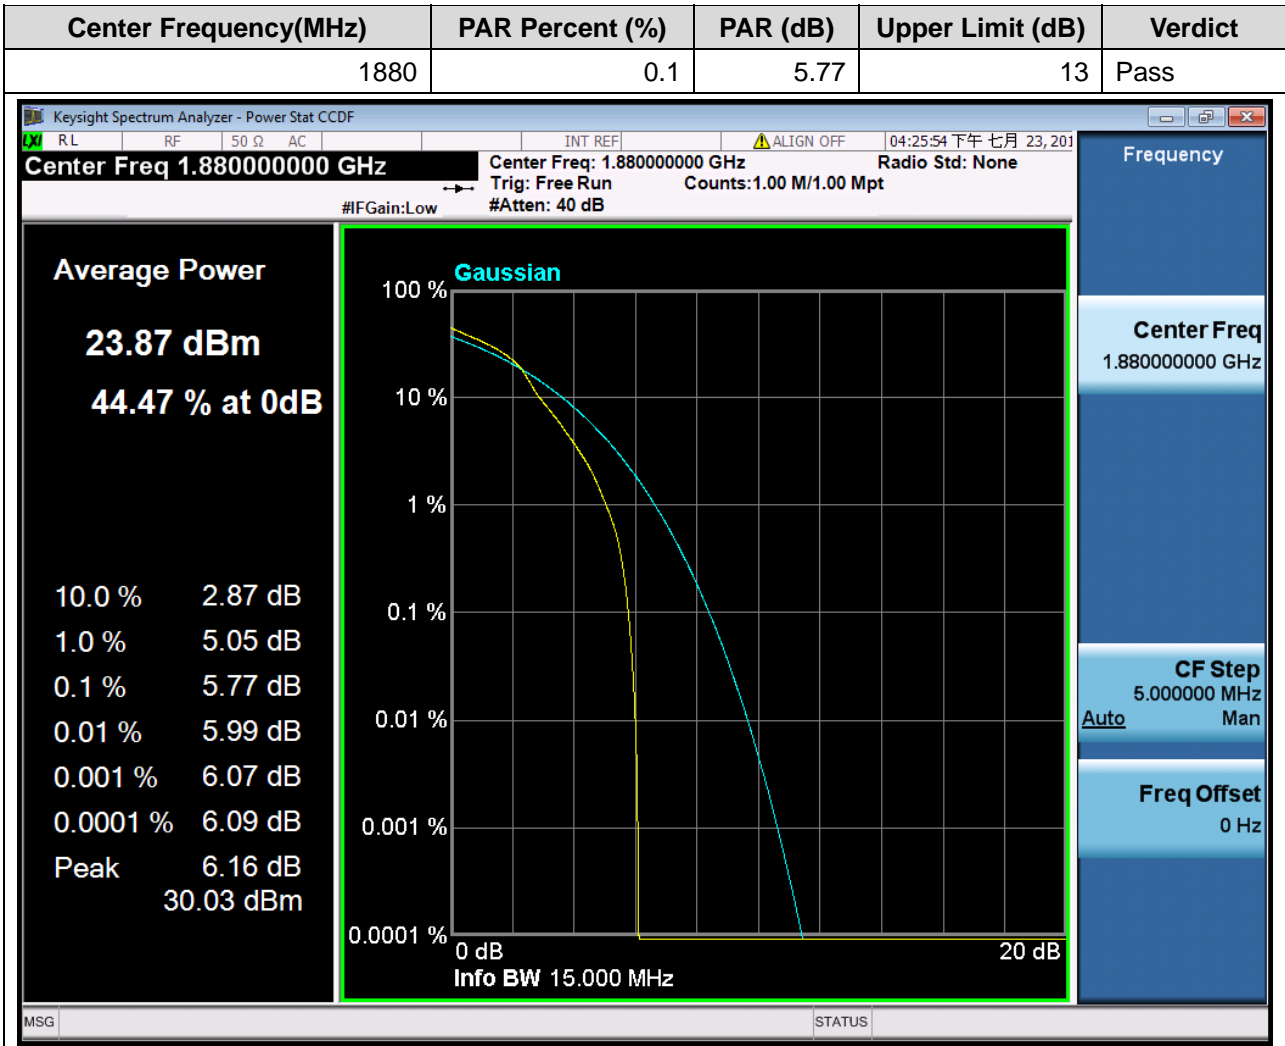 Center Frequency(MHz) PAR Percent (%) PAR (dB) Upper Limit (dB) Verdict
1880 0.1 5.77 13 Pass
Keysight Spectrum Analyzer - Power Stat CCDF
LXI RL RF 50 Ω AC INT REF ALIGN OFF 04:25:54 下午 七月 23, 201
Center Freq 1.880000000 GHz
Center Freq: 1.880000000 GHz Radio Std: None
Trig: Free Run Counts:1.00 M/1.00 Mpt
#IFGain:Low #Atten: 40 dB
Frequency
Average Power
23.87 dBm
44.47 % at 0dB
10.0 % 2.87 dB
1.0 % 5.05 dB
0.1 % 5.77 dB
0.01 % 5.99 dB
0.001 % 6.07 dB
0.0001 % 6.09 dB
Peak 6.16 dB
30.03 dBm
Gaussian
100 %
10 %
1 %
0.1 %
0.01 %
0.001 %
0.0001 %
0 dB 20 dB
Info BW 15.000 MHz
Center Freq
1.880000000 GHz
CF Step
5.000000 MHz
Auto Man
Freq Offset
0 Hz
MSG STATUS